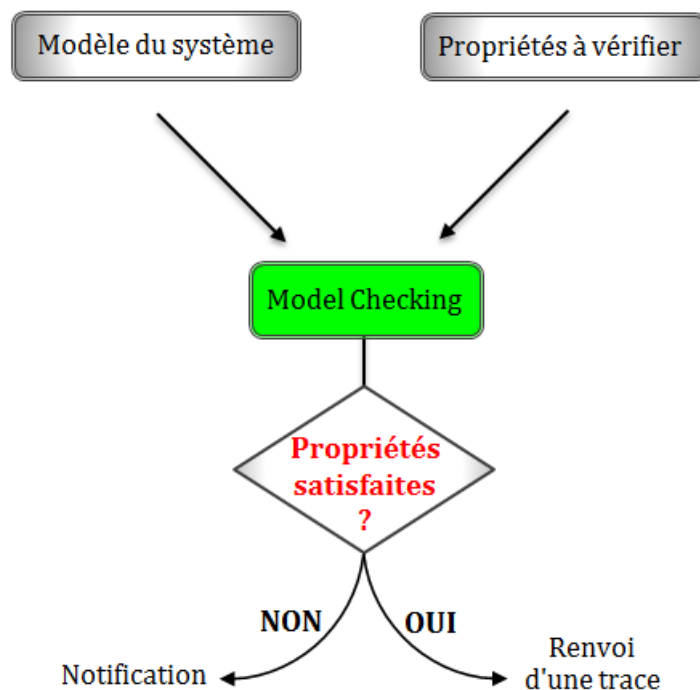 Modèle du système
Propriétés à vérifier
Model Checking
Propriétés
satisfaites
?
NON
OUI
Notification
Renvoi
d'une trace